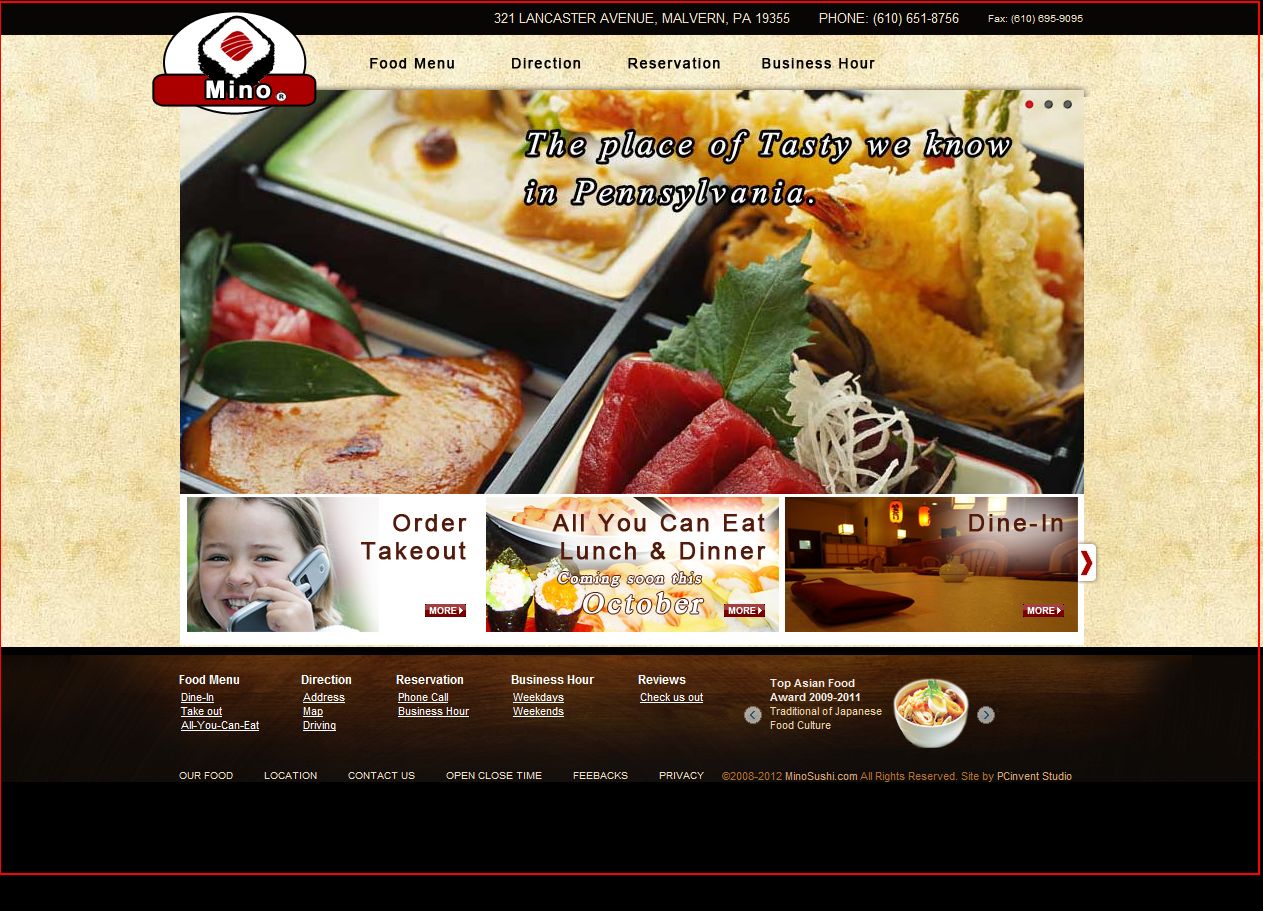 321 LANCASTER AVENUE, MALVERN, PA 19355 PHONE: (610) 651-8756 Fax: (610) 695-9095
Food Menu Direction Reservation Business Hour
Mino ®
The place of Tasty we know
in Pennsylvania.
Order
Takeout
MORE
All You Can Eat
Lunch & Dinner
Coming soon this
October
MORE
Dine-In
MORE
Food Menu
Dine-In
Take out
All-You-Can-Eat
Direction
Address
Map
Driving
Reservation
Phone Call
Business Hour
Business Hour
Weekdays
Weekends
Reviews
Check us out
Top Asian Food
Award 2009-2011
Traditional of Japanese
Food Culture
OUR FOOD LOCATION CONTACT US OPEN CLOSE TIME FEEBACKS PRIVACY ©2008-2012 MinoSushi.com All Rights Reserved. Site by PCinvent Studio